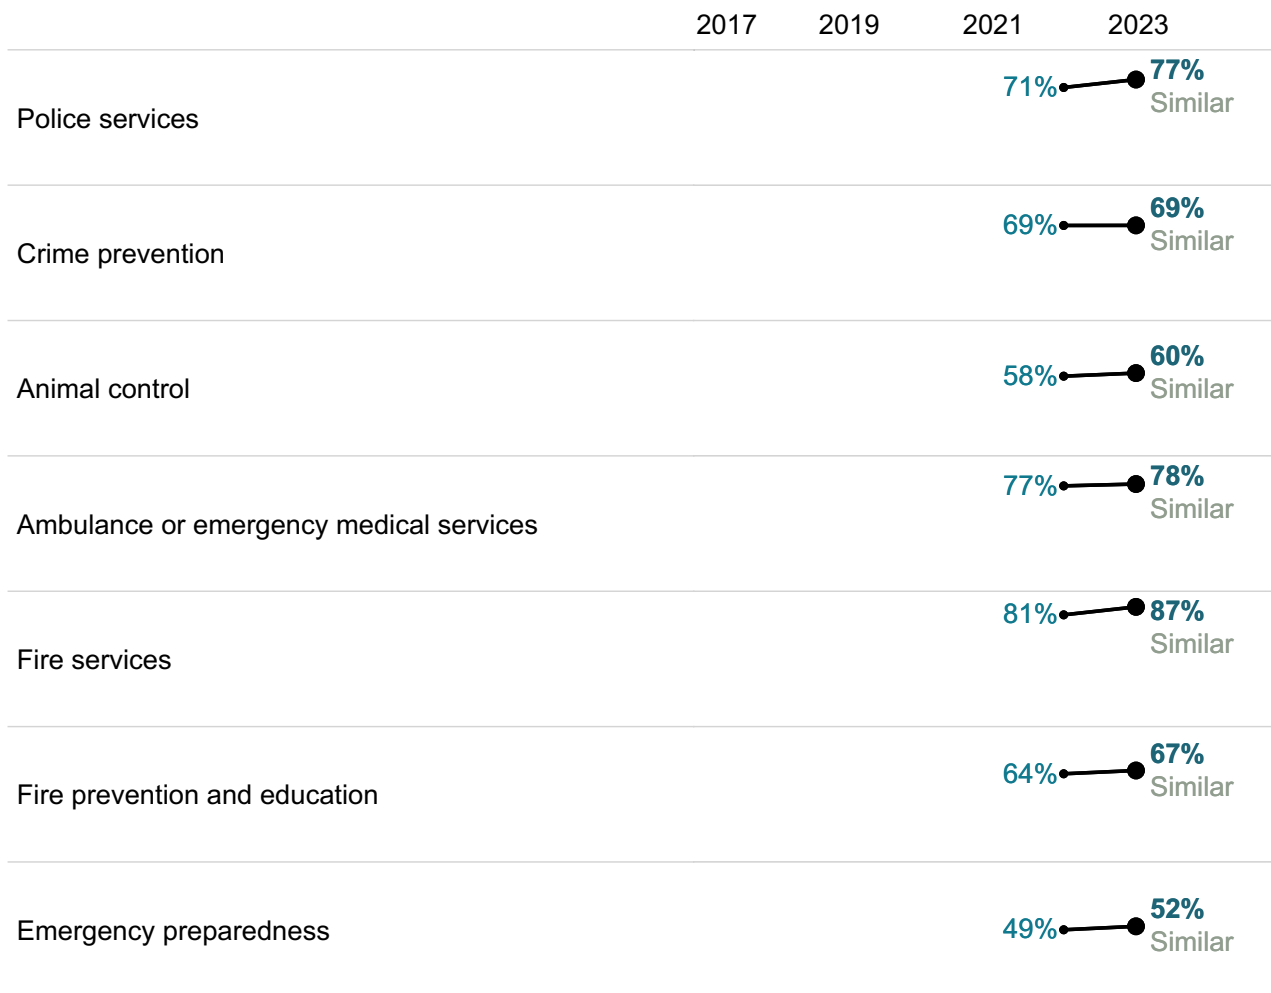 2017 2019 2021 2023
77%
71%
Similar
Police services
69%
69%
Similar
Crime prevention
60%
58%
Similar
Animal control
78%
77%
Similar
Ambulance or emergency medical services
81%
87%
Similar
Fire services
67%
64%
Similar
Fire prevention and education
52%
49%
Similar
Emergency preparedness